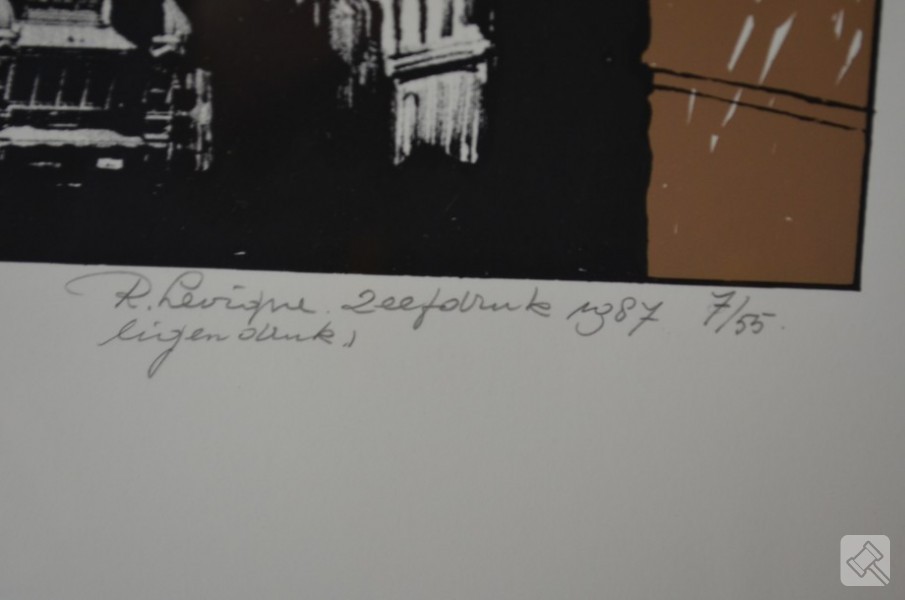 R. Levigne. Zeefdruk 1987 7/55.
(eigen druk)